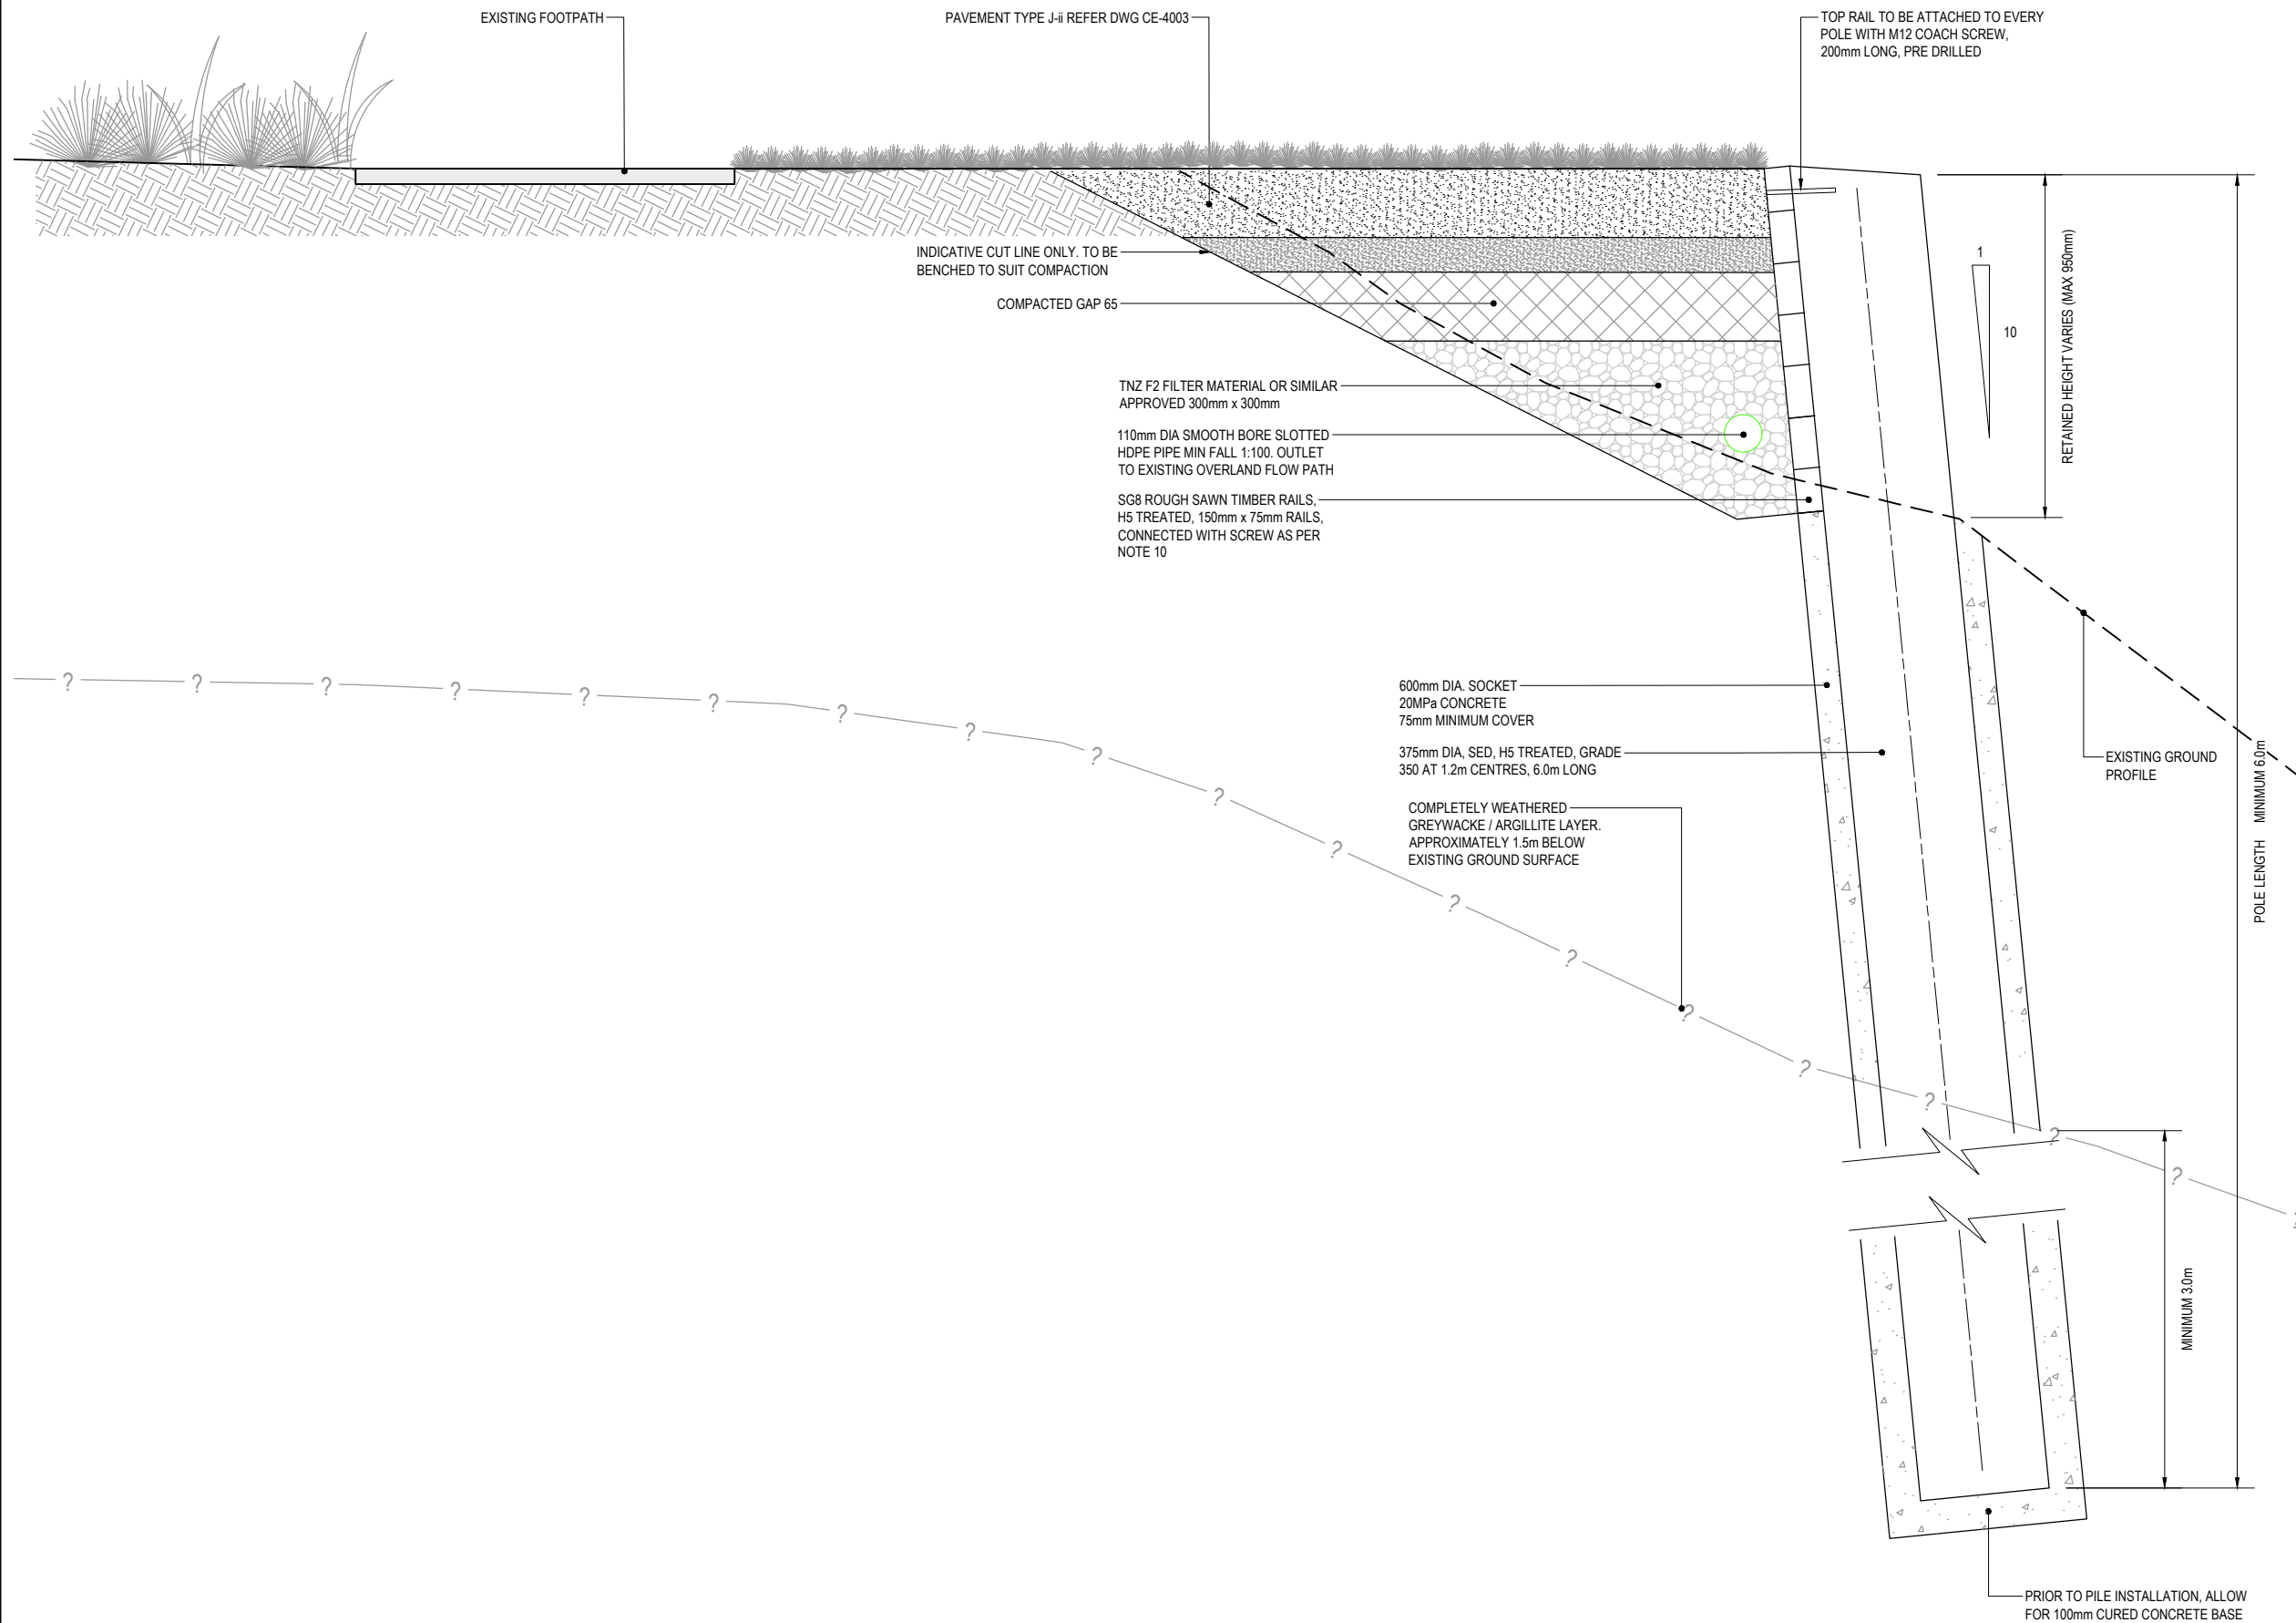 EXISTING FOOTPATH
PAVEMENT TYPE J-ii REFER DWG CE-4003
TOP RAIL TO BE ATTACHED TO EVERY
POLE WITH M12 COACH SCREW,
200mm LONG, PRE DRILLED
INDICATIVE CUT LINE ONLY. TO BE
BENCHED TO SUIT COMPACTION
COMPACTED GAP 65
1
10
RETAINED HEIGHT VARIES (MAX 950mm)
TNZ F2 FILTER MATERIAL OR SIMILAR
APPROVED 300mm x 300mm
110mm DIA SMOOTH BORE SLOTTED
HDPE PIPE MIN FALL 1:100. OUTLET
TO EXISTING OVERLAND FLOW PATH
SG8 ROUGH SAWN TIMBER RAILS,
H5 TREATED, 150mm x 75mm RAILS,
CONNECTED WITH SCREW AS PER
NOTE 10
? ? ? ? ? ? ? ? ? ? ? ? ? ? ? ? ? ? ?
600mm DIA. SOCKET
20MPa CONCRETE
75mm MINIMUM COVER
375mm DIA, SED, H5 TREATED, GRADE
350 AT 1.2m CENTRES, 6.0m LONG
COMPLETELY WEATHERED
GREYWACKE / ARGILLITE LAYER.
APPROXIMATELY 1.5m BELOW
EXISTING GROUND SURFACE
EXISTING GROUND
PROFILE
POLE LENGTH MINIMUM 6.0m
MINIMUM 3.0m
PRIOR TO PILE INSTALLATION, ALLOW
FOR 100mm CURED CONCRETE BASE